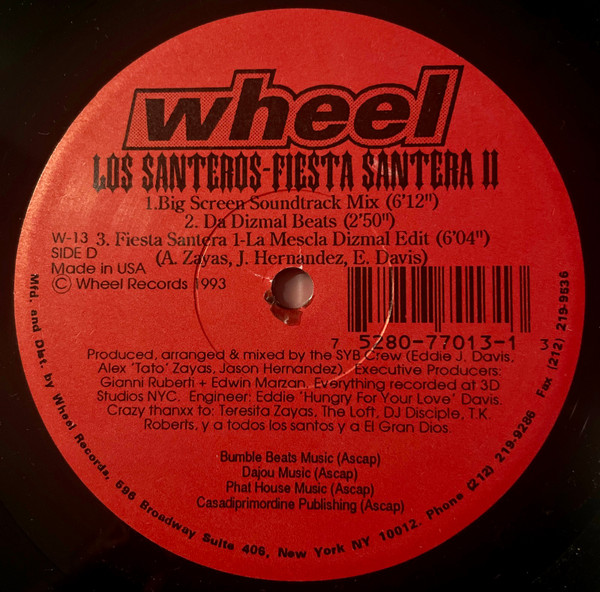 wheel
LOS SANTEROS-FIESTA SANTERA II
1.Big Screen Soundtrack Mix (6'12")
2. Da Dizmal Beats (2'50")
W-13 3. Fiesta Santera 1-La Mescla Dizmal Edit (6'04")
SIDE D (A. Zayas, J. Hernandez, E. Davis)
Made in USA
© Wheel Records 1993
7 5280-77013-1 3
Produced, arranged & mixed by the SYB Crew (Eddie J. Davis,
Alex 'Tato' Zayas, Jason Hernandez). Executive Producers:
Gianni Ruberti + Edwin Marzan. Everything recorded at 3D
Studios NYC. Engineer: Eddie 'Hungry For Your Love' Davis.
Crazy thanxx to: Teresita Zayas, The Loft, DJ Disciple, T.K.
Roberts, y a todos los santos y a El Gran Dios.
Bumble Beats Music (Ascap)
Dajou Music (Ascap)
Phat House Music (Ascap)
Casadiprimordine Publishing (Ascap)
Mfd. and Dist. by Wheel Records, 596 Broadway Suite 406, New York NY 10012. Phone (212) 219-9286 Fax (212) 219-9536